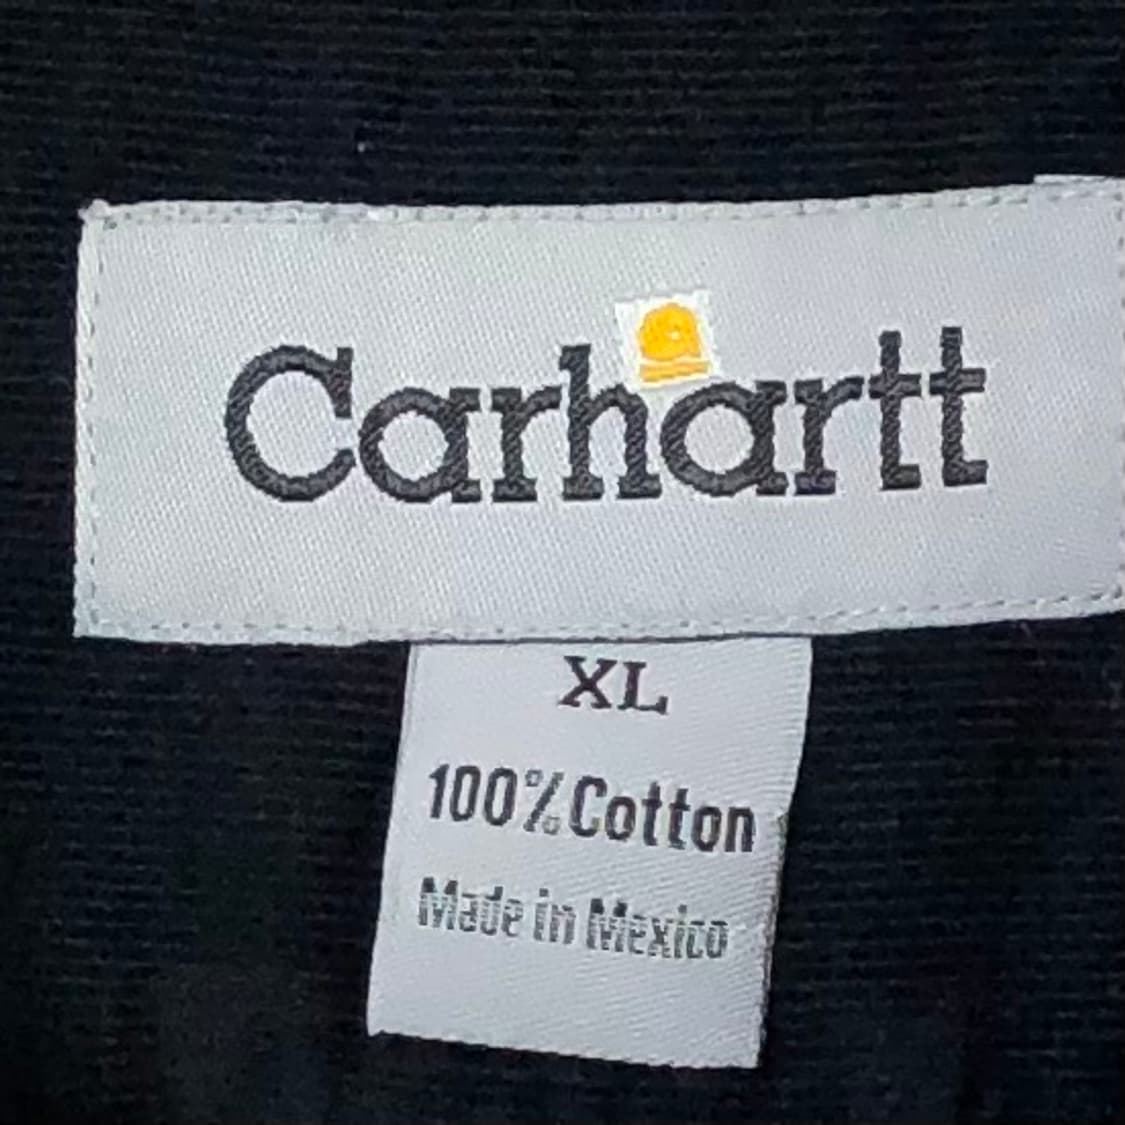 Carhartt
XL
100% Cotton
Made in Mexico